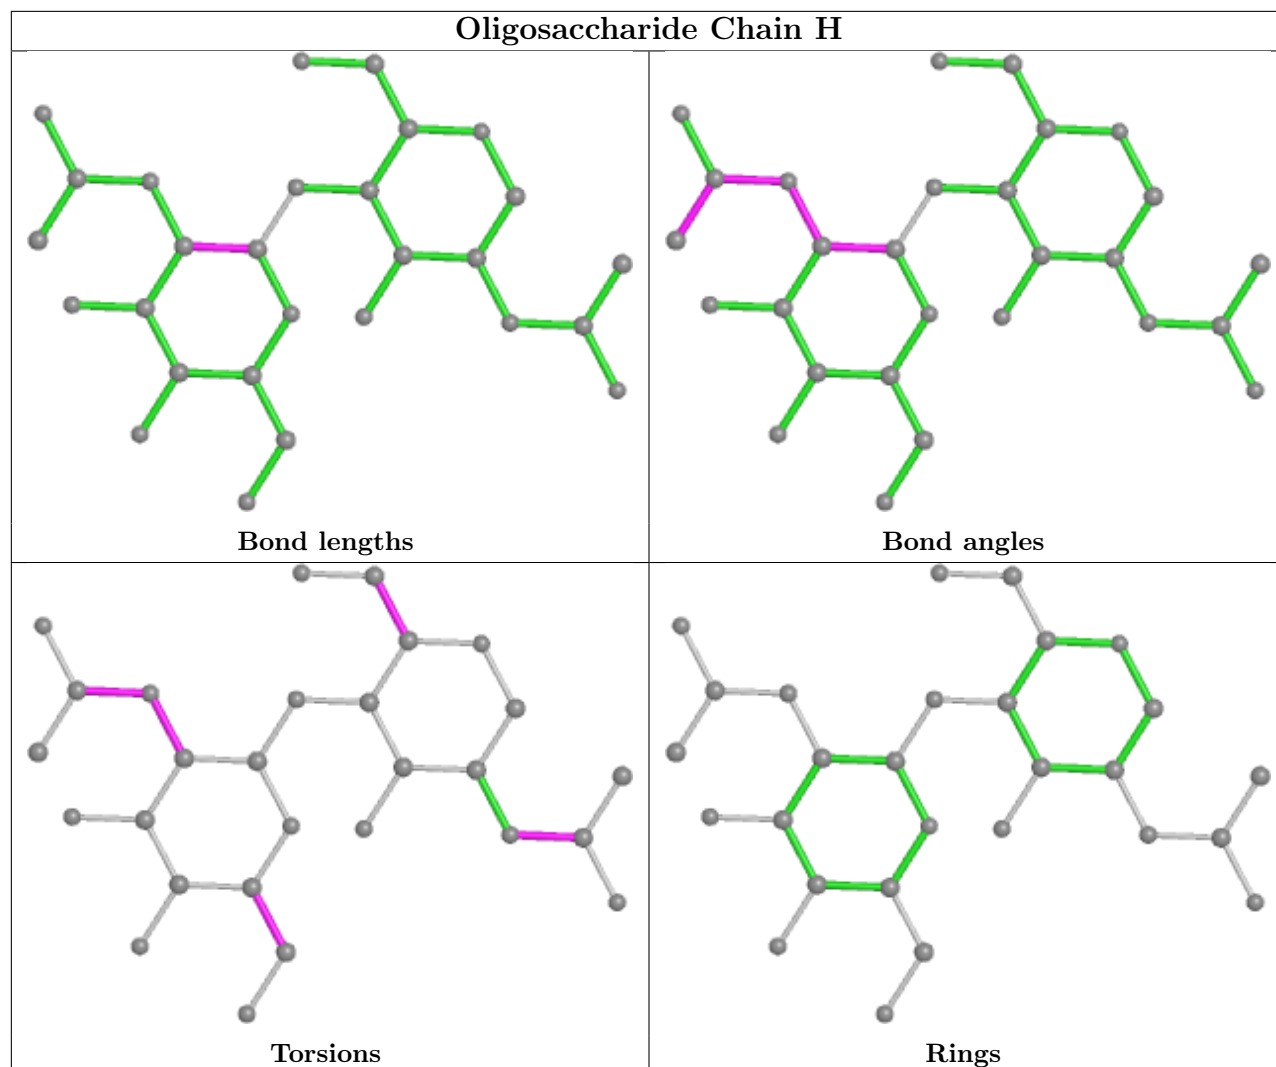 Oligosaccharide Chain H
Bond lengths
Bond angles
Torsions
Rings